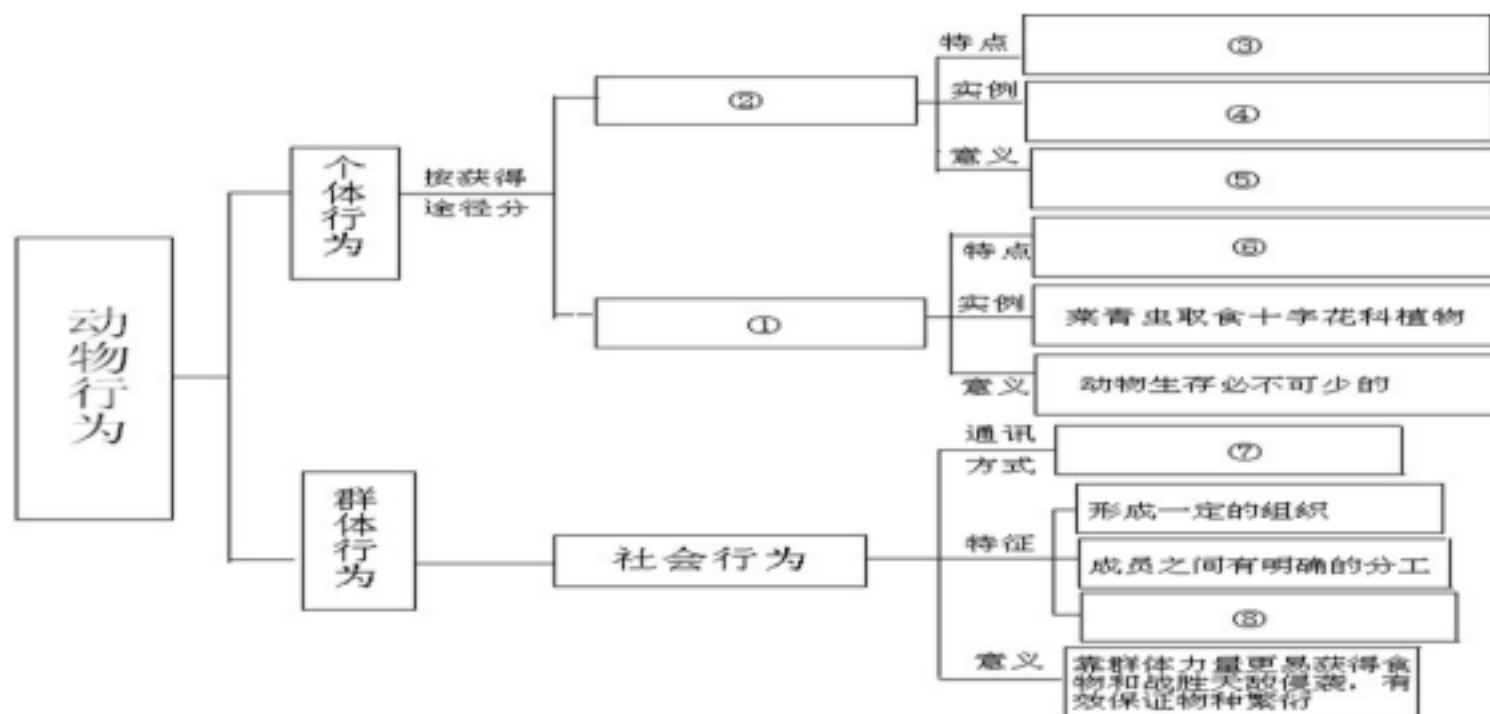 动物行为
个体行为
按获得
途径分
②
特点
③
实例
④
意义
⑤
①
特点
⑥
实例
菜青虫取食十字花科植物
意义
动物生存必不可少的
群体行为
社会行为
通讯
方式
⑦
特征
形成一定的组织
成员之间有明确的分工
⑧
意义
靠群体力量更易获得食
物和战胜天敌侵袭,有
效保证物种繁衍